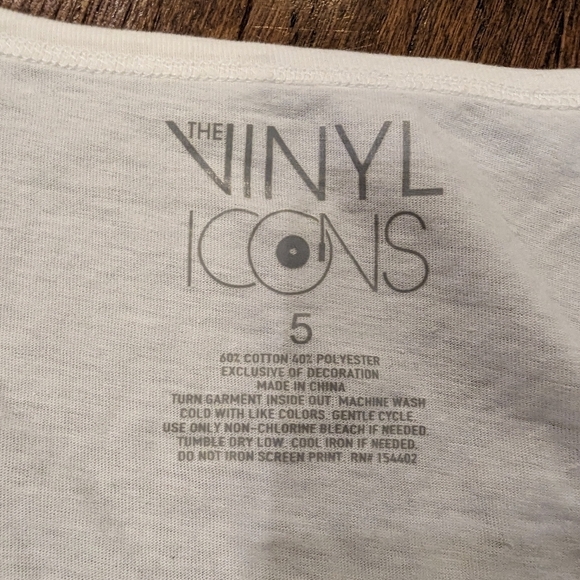 THE
VINYL
ICONS
5
60% COTTON 40% POLYESTER
EXCLUSIVE OF DECORATION
MADE IN CHINA
TURN GARMENT INSIDE OUT. MACHINE WASH
COLD WITH LIKE COLORS. GENTLE CYCLE.
USE ONLY NON-CHLORINE BLEACH IF NEEDED.
TUMBLE DRY LOW. COOL IRON IF NEEDED.
DO NOT IRON SCREEN PRINT. RN# 154402